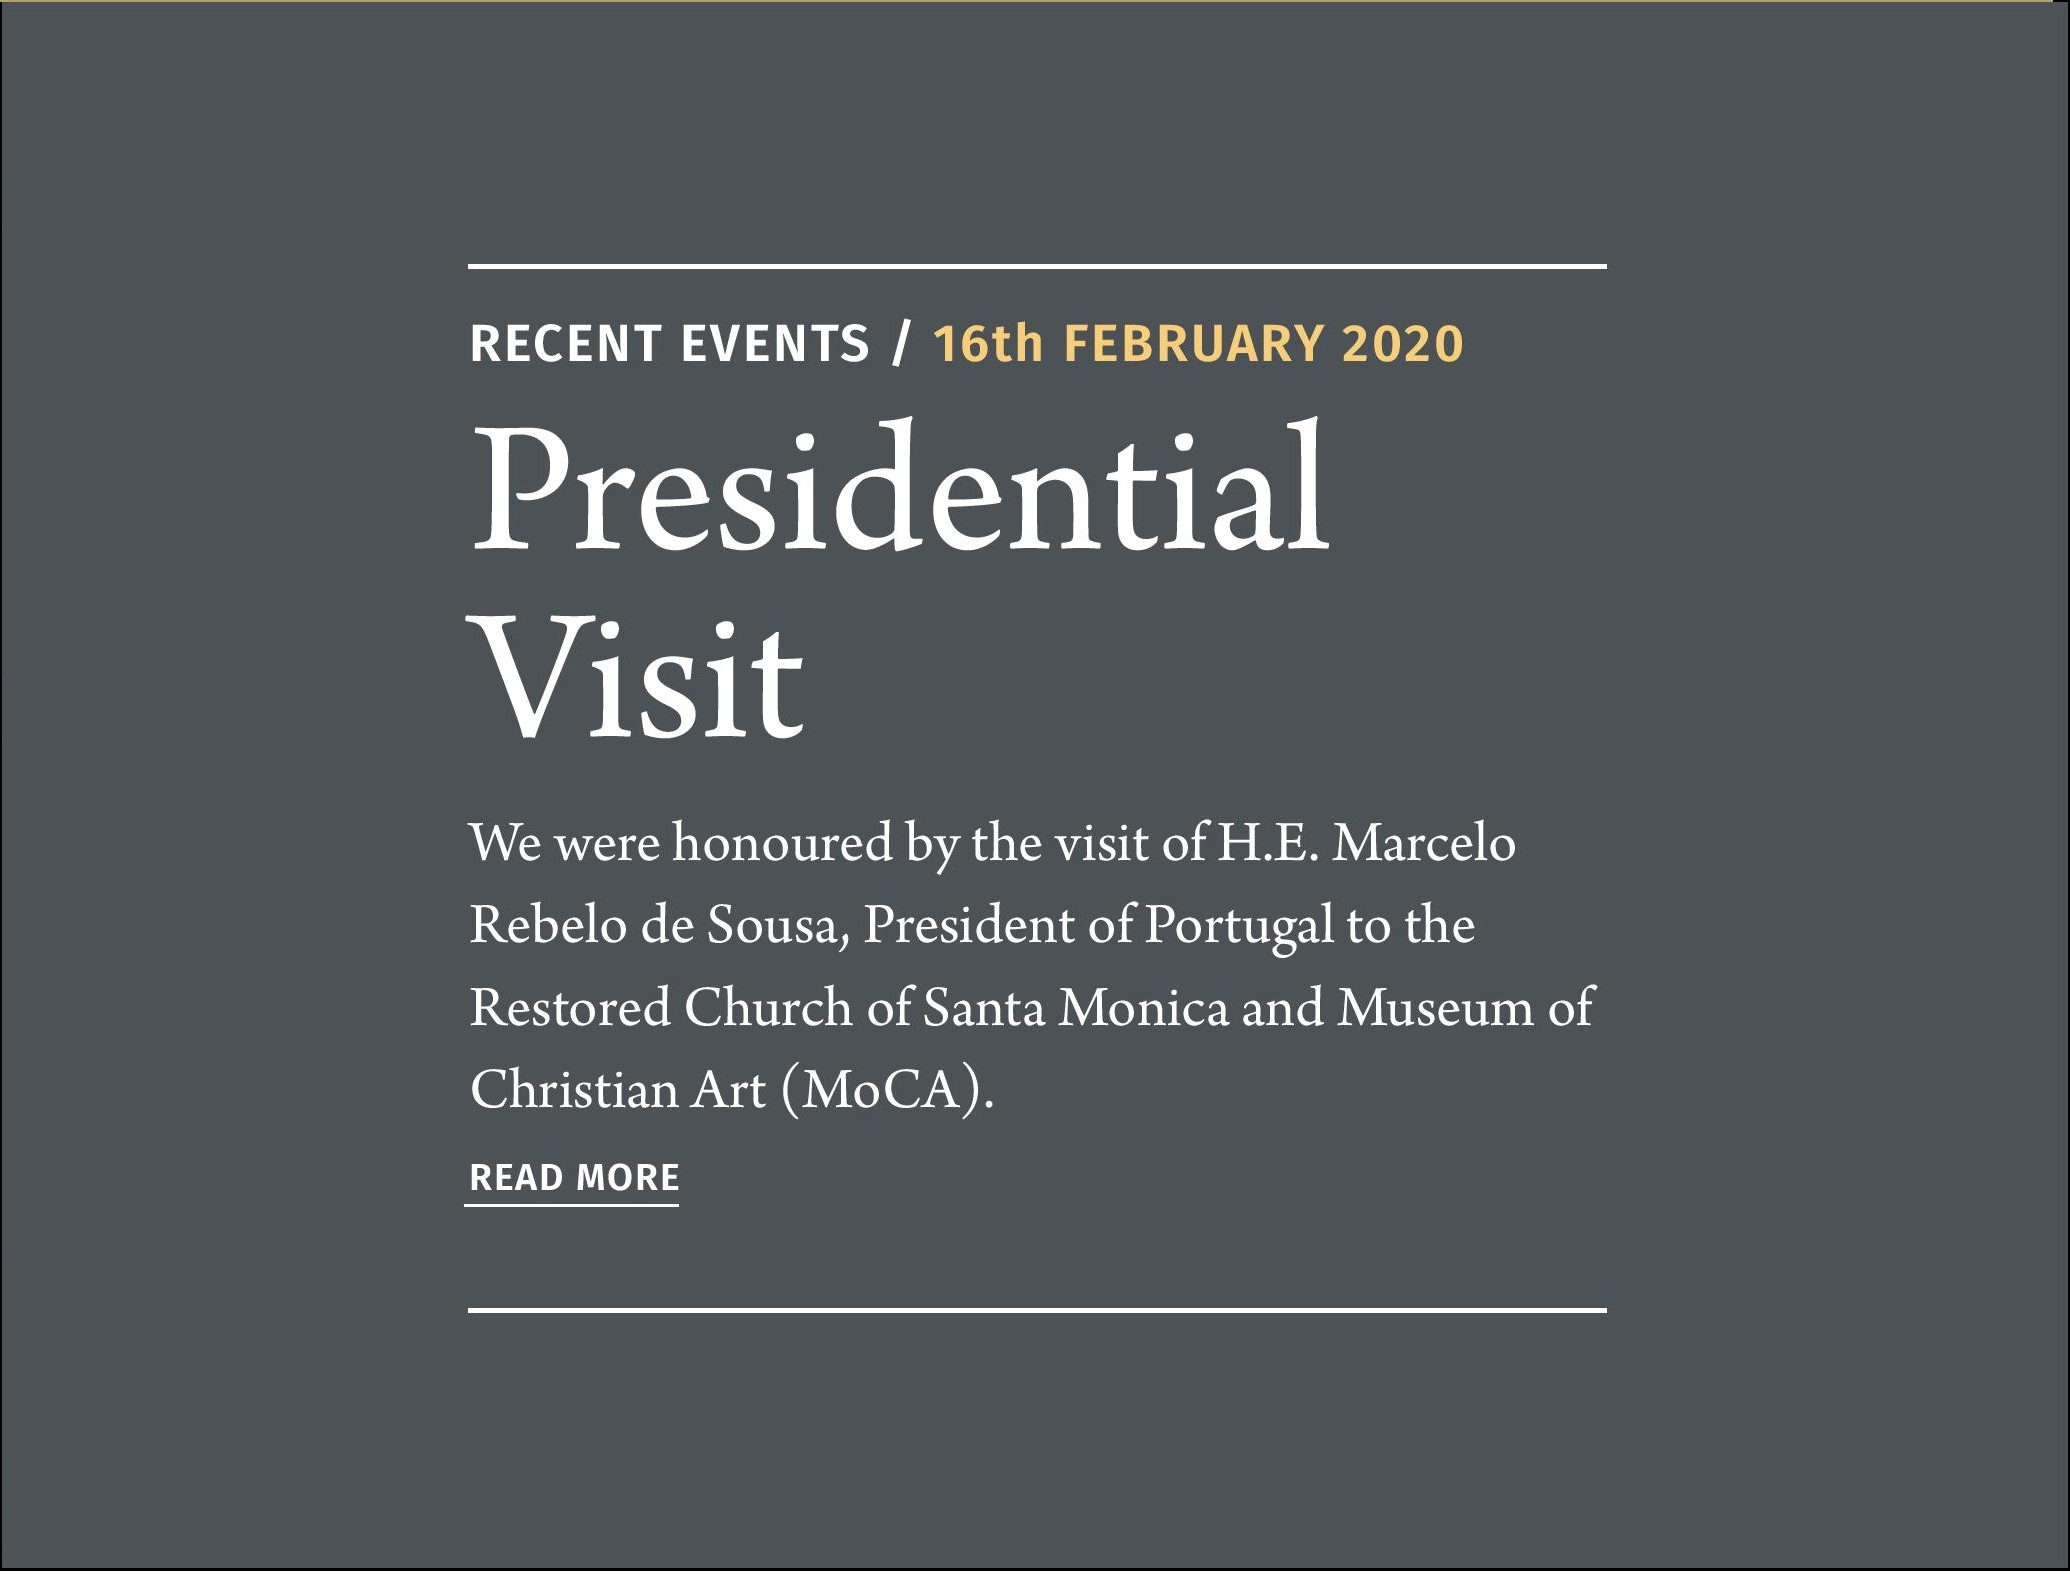 RECENT EVENTS / 16th FEBRUARY 2020
Presidential
Visit
We were honoured by the visit of H.E. Marcelo
Rebelo de Sousa, President of Portugal to the
Restored Church of Santa Monica and Museum of
Christian Art (MoCA).
READ MORE